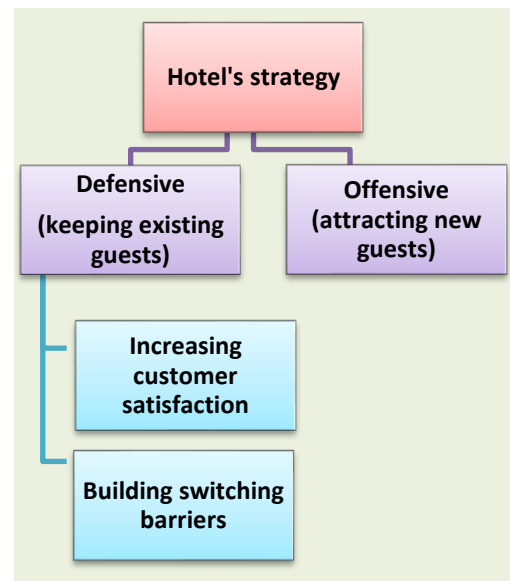 Hotel's strategy
Defensive
(keeping existing
guests)
Offensive
(attracting new
guests)
Increasing
customer
satisfaction
Building switching
barriers